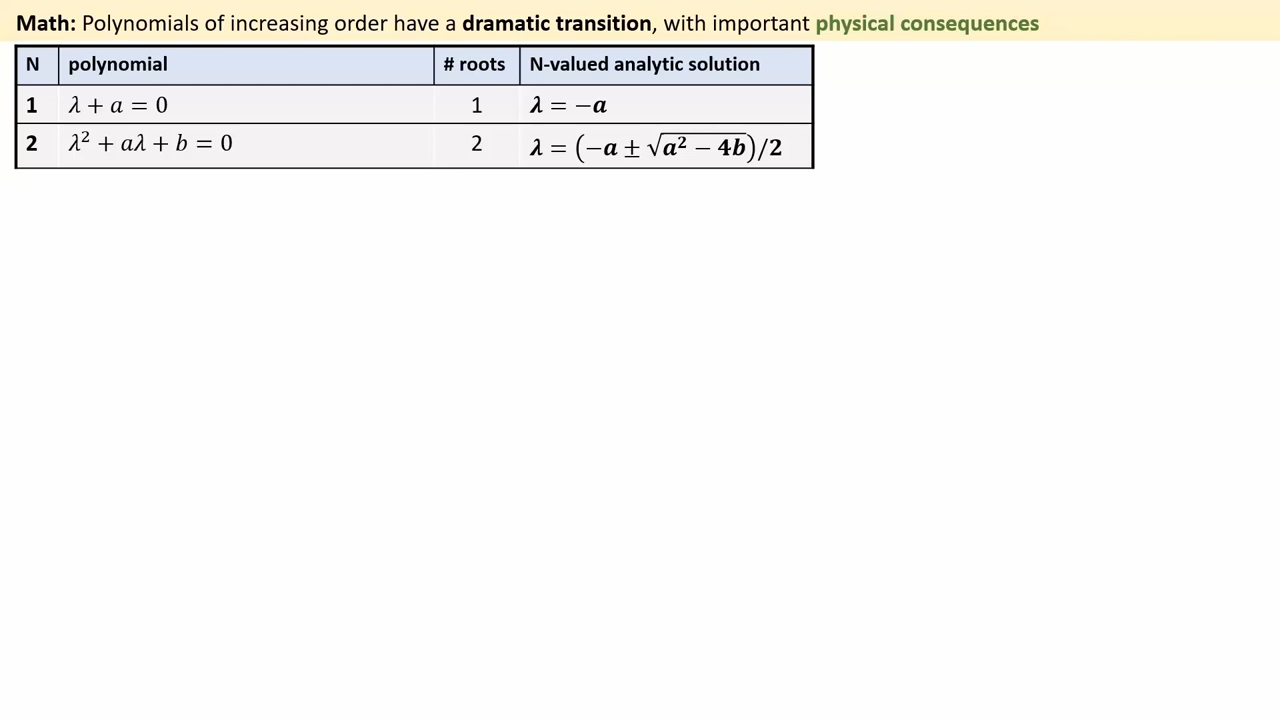 Math: Polynomials of increasing order have a dramatic transition, with important physical consequences
N polynomial # roots N-valued analytic solution
1 λ + a = 0 1 λ = −a
2 λ² + aλ + b = 0 2 λ = (−a ± √(a² − 4b))/2